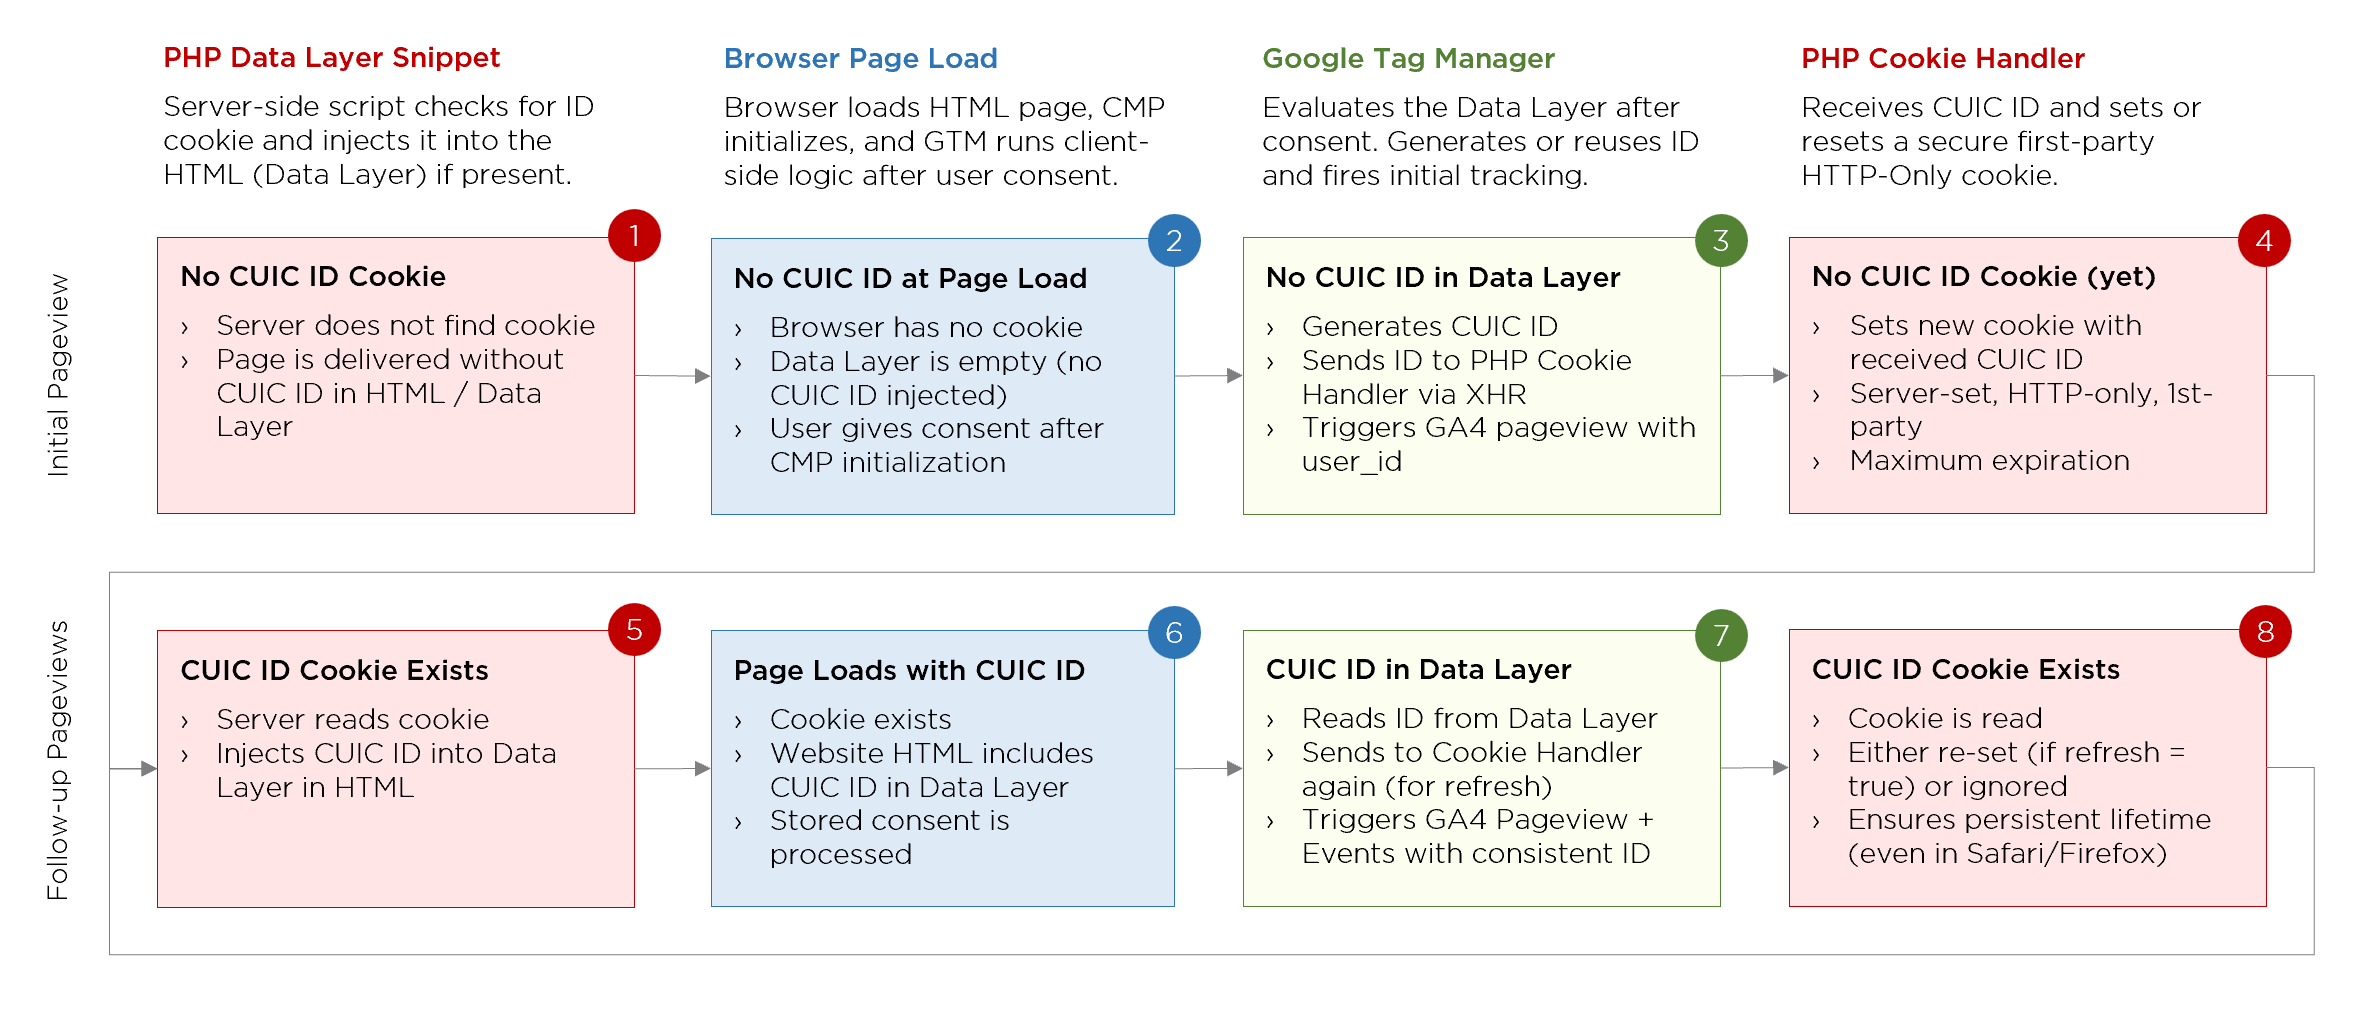 PHP Data Layer Snippet
Server-side script checks for ID
cookie and injects it into the
HTML (Data Layer) if present.
Browser Page Load
Browser loads HTML page, CMP
initializes, and GTM runs client-
side logic after user consent.
Google Tag Manager
Evaluates the Data Layer after
consent. Generates or reuses ID
and fires initial tracking.
PHP Cookie Handler
Receives CUIC ID and sets or
resets a secure first-party
HTTP-Only cookie.
Initial Pageview
1
No CUIC ID Cookie
› Server does not find cookie
› Page is delivered without
CUIC ID in HTML / Data
Layer
2
No CUIC ID at Page Load
› Browser has no cookie
› Data Layer is empty (no
CUIC ID injected)
› User gives consent after
CMP initialization
3
No CUIC ID in Data Layer
› Generates CUIC ID
› Sends ID to PHP Cookie
Handler via XHR
› Triggers GA4 pageview with
user_id
4
No CUIC ID Cookie (yet)
› Sets new cookie with
received CUIC ID
› Server-set, HTTP-only, 1st-
party
› Maximum expiration
Follow-up Pageviews
5
CUIC ID Cookie Exists
› Server reads cookie
› Injects CUIC ID into Data
Layer in HTML
6
Page Loads with CUIC ID
› Cookie exists
› Website HTML includes
CUIC ID in Data Layer
› Stored consent is
processed
7
CUIC ID in Data Layer
› Reads ID from Data Layer
› Sends to Cookie Handler
again (for refresh)
› Triggers GA4 Pageview +
Events with consistent ID
8
CUIC ID Cookie Exists
› Cookie is read
› Either re-set (if refresh =
true) or ignored
› Ensures persistent lifetime
(even in Safari/Firefox)